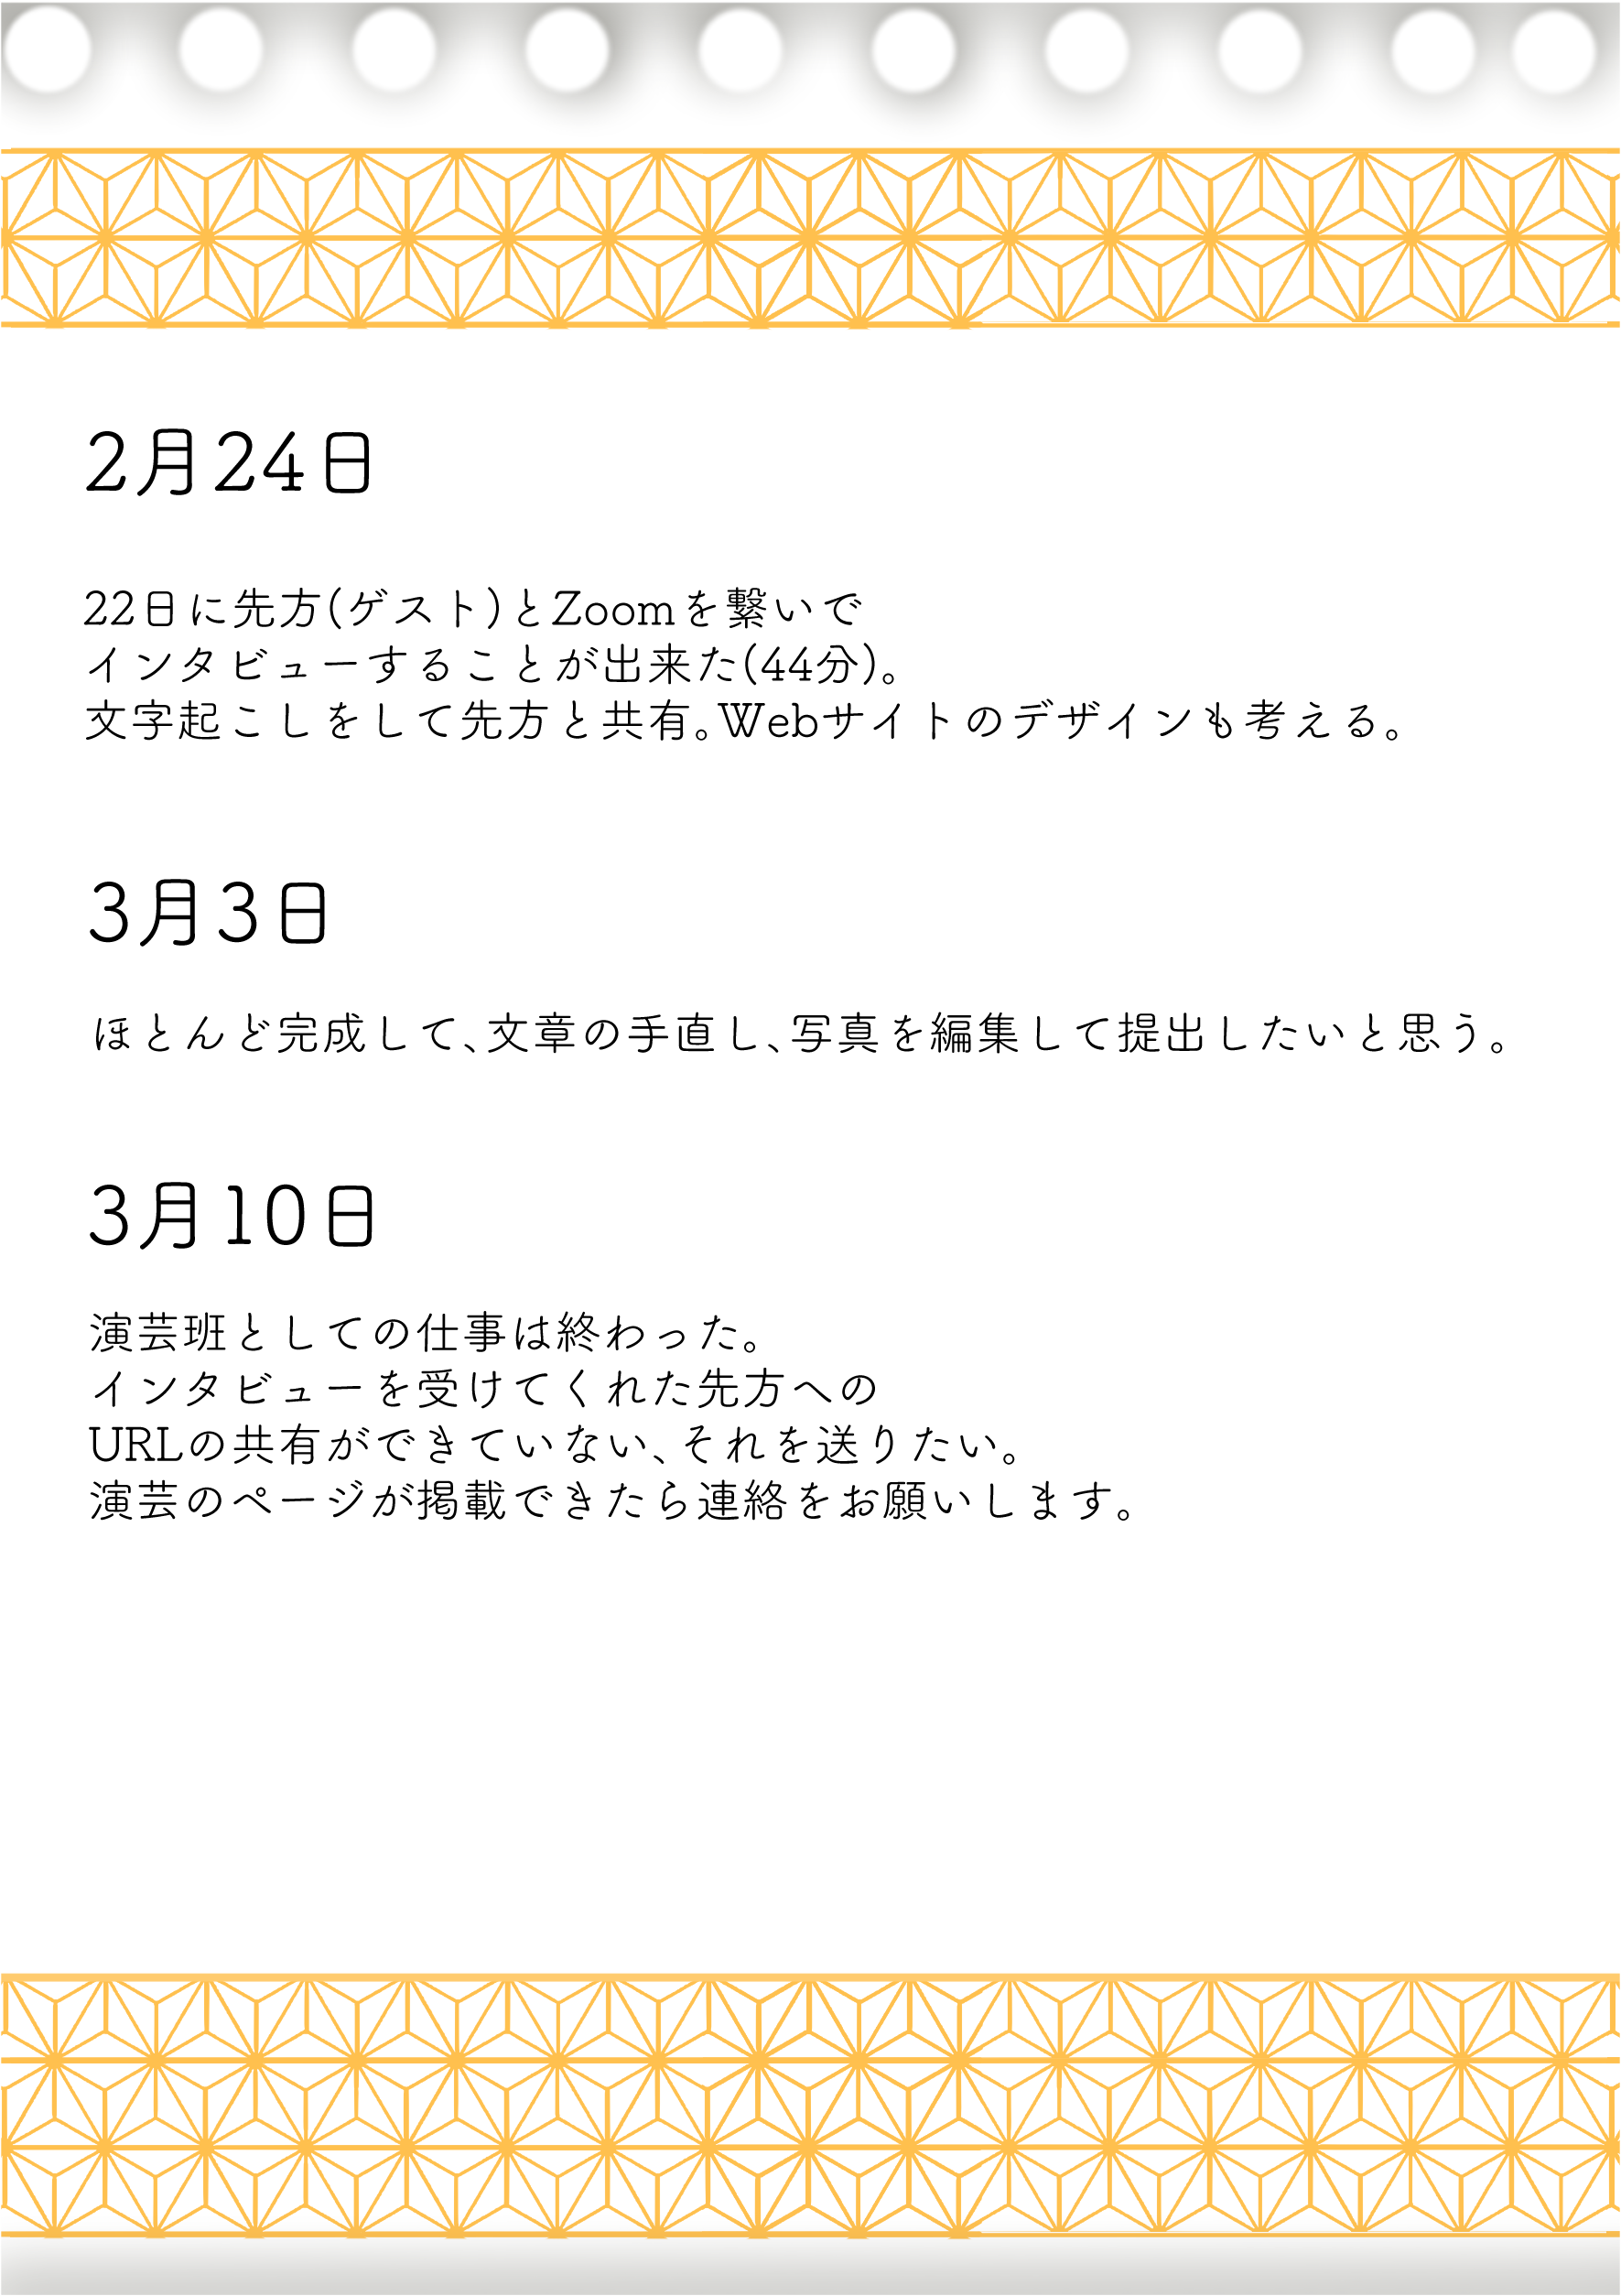 2月24日
22日に先方(ゲスト)とZoomを繋いで
インタビューすることが出来た(44分)。
文字起こしをして先方と共有。Webサイトのデザインも考える。
3月3日
ほとんど完成して、文章の手直し、写真を編集して提出したいと思う。
3月10日
演芸班としての仕事は終わった。
インタビューを受けてくれた先方への
URLの共有ができていない、それを送りたい。
演芸のページが掲載できたら連絡をお願いします。